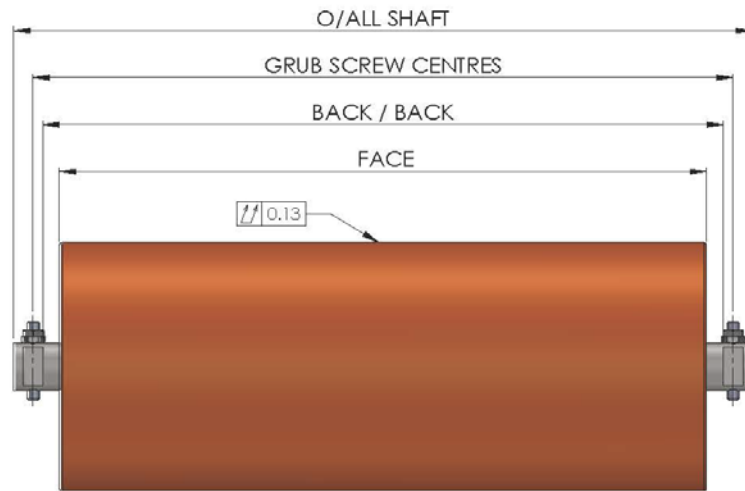 O/ALL SHAFT
GRUB SCREW CENTRES
BACK / BACK
FACE
0.13